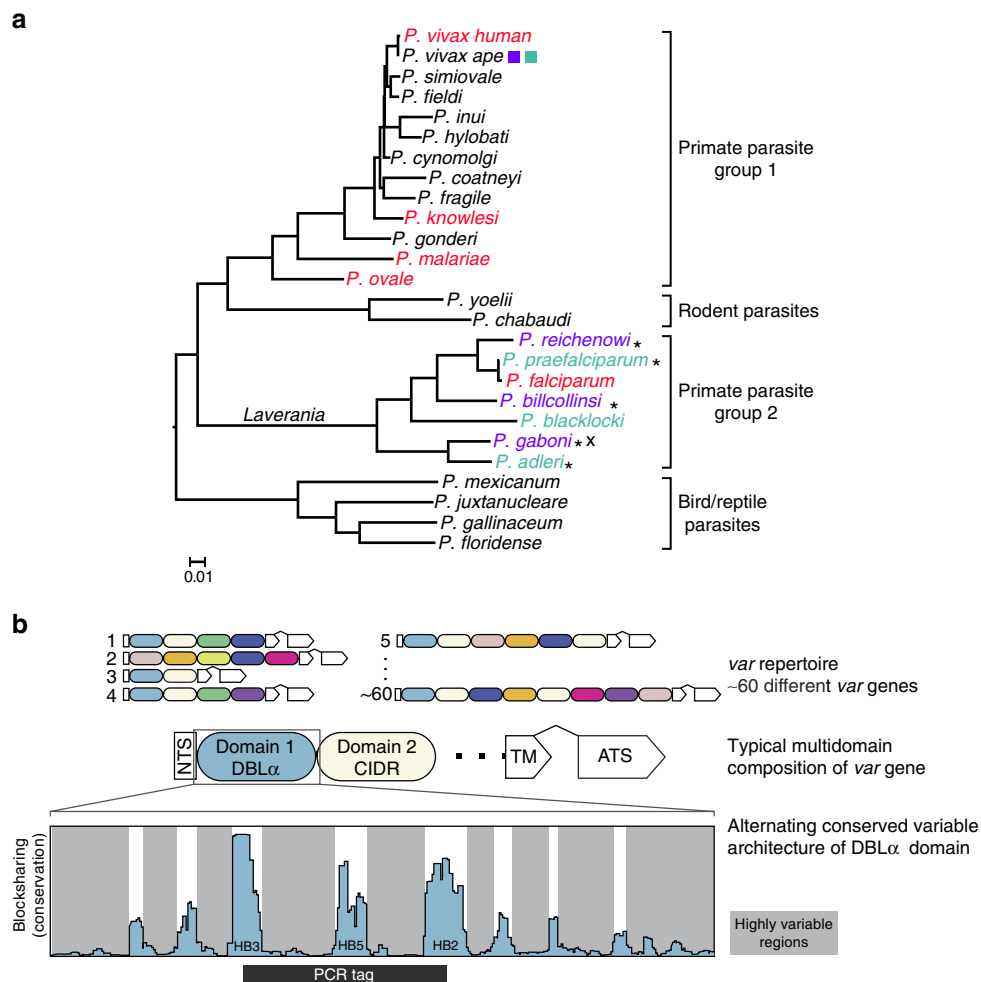 a
P. vivax human
P. vivax ape
P. simiovale
P. fieldi
P. inui
P. hylobati
P. cynomolgi
P. coatneyi
P. fragile
P. knowlesi
P. gonderi
P. malariae
P. ovale
Primate parasite
group 1
P. yoelii
P. chabaudi
Rodent parasites
P. reichenowi *
P. praefalciparum *
P. falciparum
P. billcollinsi *
P. blacklocki
P. gaboni * x
P. adleri *
Laverania
Primate parasite
group 2
P. mexicanum
P. juxtanucleare
P. gallinaceum
P. floridense
Bird/reptile
parasites
0.01
b
1
2
3
4
5
~60
var repertoire
~60 different var genes
NTS
Domain 1
DBLα
Domain 2
CIDR
TM
ATS
Typical multidomain
composition of var gene
Blocksharing
(conservation)
HB3
HB5
HB2
PCR tag
Alternating conserved variable
architecture of DBLα domain
Highly variable
regions